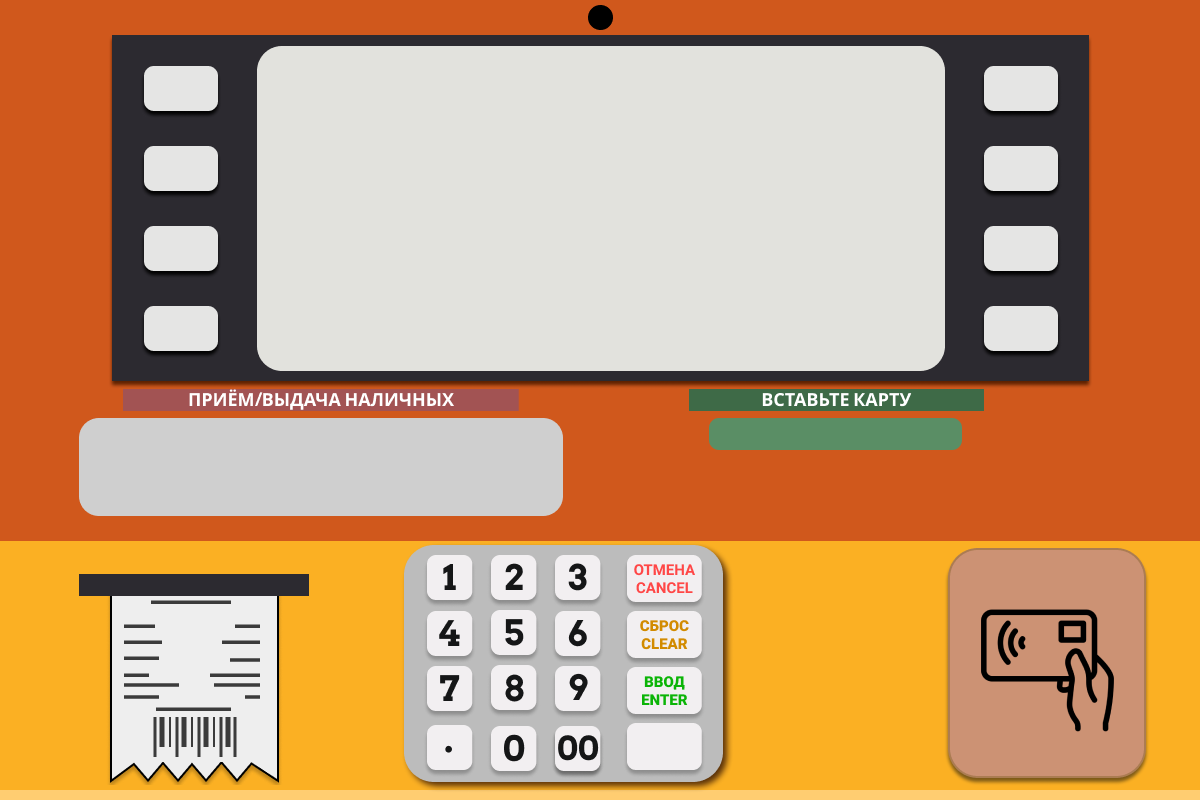 ПРИЁМ/ВЫДАЧА НАЛИЧНЫХ
ВСТАВЬТЕ КАРТУ
1 2 3 ОТМЕНА
CANCEL
4 5 6 СБРОС
CLEAR
7 8 9 ВВОД
ENTER
· 0 00